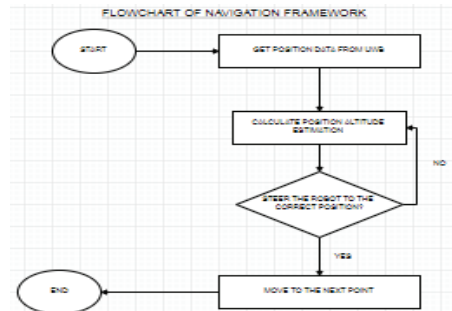 FLOWCHART OF NAVIGATION FRAMEWORK
START
GET POSITION DATA FROM UWB
CALCULATE POSITION ALTITUDE
ESTIMATION
NO
STEER THE ROBOT TO THE
CORRECT POSITION?
YES
END
MOVE TO THE NEXT POINT